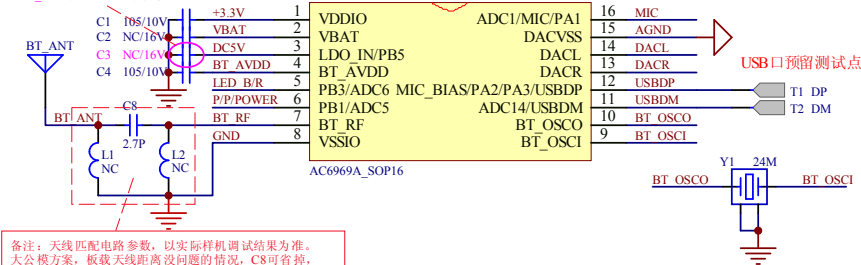 C1 105/10V +3.3V 1 VDDIO ADC1/MIC/PA1 16 MIC
C2 NC/16V VBAT 2 VBAT DACVSS 15 AGND
C3 NC/16V DC5V 3 LDO_IN/PB5 DACL 14 DACL
C4 105/10V BT_AVDD 4 BT_AVDD DACR 13 DACR
LED_B/R 5 PB3/ADC6 MIC_BIAS/PA2/PA3/USBDP 12 USBDP
P/P/POWER 6 PB1/ADC5 ADC14/USBDM 11 USBDM
BT_RF 7 BT_RF BT_OSCO 10 BT_OSCO
GND 8 VSSIO BT_OSCI 9 BT_OSCI
AC6969A_SOP16
BT_ANT
USB口预留测试点
T1 DP
T2 DM
BT_ANT
C8
2.7P
L1
NC
L2
NC
Y1 24M
BT_OSCO BT_OSCI
备注：天线匹配电路参数，以实际样机调试结果为准。
大公模方案，板载天线距离没问题的情况，C8可省掉，